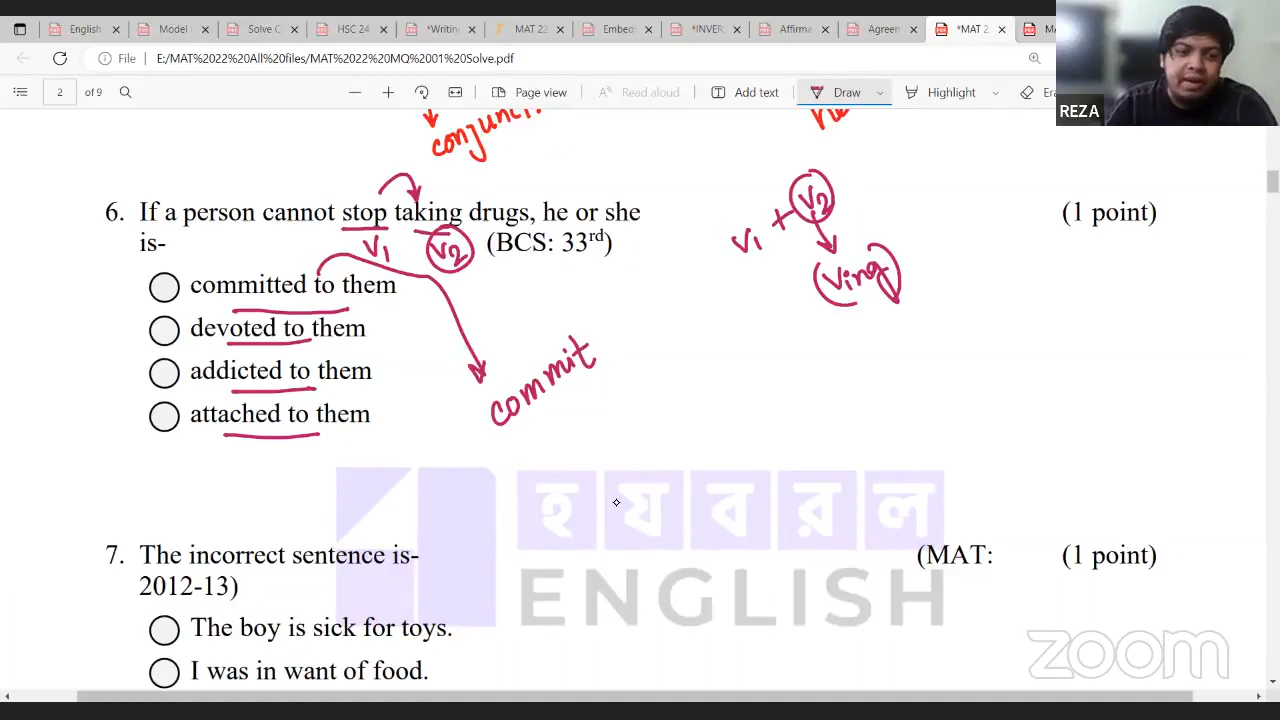 English
Model
Solve C
HSC 24
*Writing
MAT 22
Embed
*INVER
Affirma
Agreem
*MAT 2
File E:/MAT%2022%20All%20files/MAT%2022%20MQ%2001%20Solve.pdf
2 of 9 Page view Read aloud Add text Draw Highlight
REZA
6. If a person cannot stop taking drugs, he or she (1 point)
is- (BCS: 33rd)
V1 V2
V1 + V2
Ving
committed to them
devoted to them
addicted to them
attached to them
commit
হ য ব র ল
ENGLISH
7. The incorrect sentence is- (MAT: (1 point)
2012-13)
The boy is sick for toys.
I was in want of food.
zoom